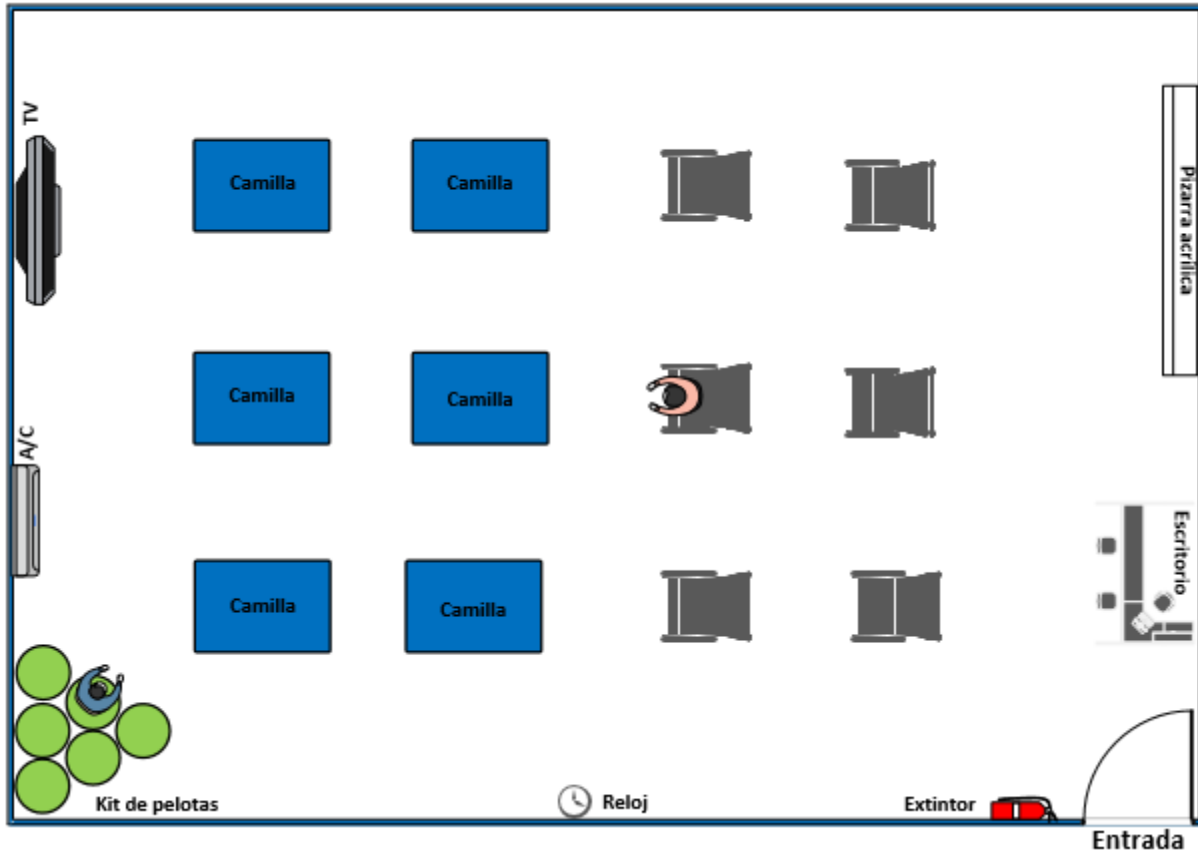 TV
Camilla
Camilla
Pizarra acrílica
Camilla
Camilla
A/C
Escritorio
Camilla
Camilla
Kit de pelotas
Reloj
Extintor
Entrada